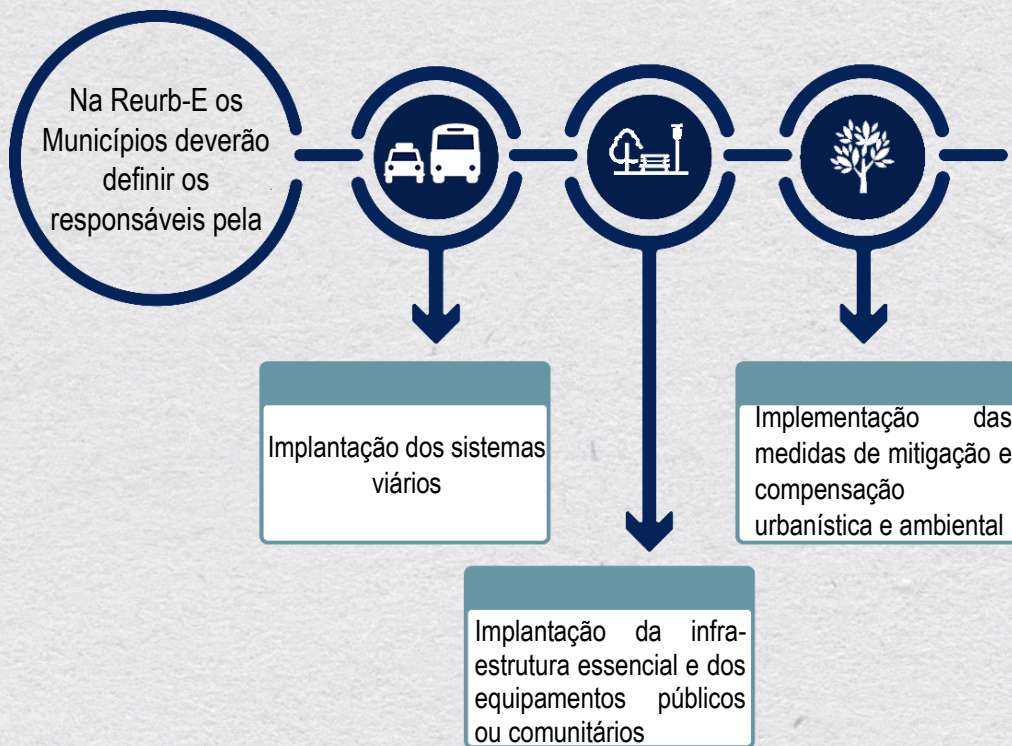 Na Reurb-E os
Municípios deverão
definir os
responsáveis pela
Implantação dos sistemas
viários
Implantação da infra-
estrutura essencial e dos
equipamentos públicos
ou comunitários
Implementação das
medidas de mitigação e
compensação
urbanística e ambiental